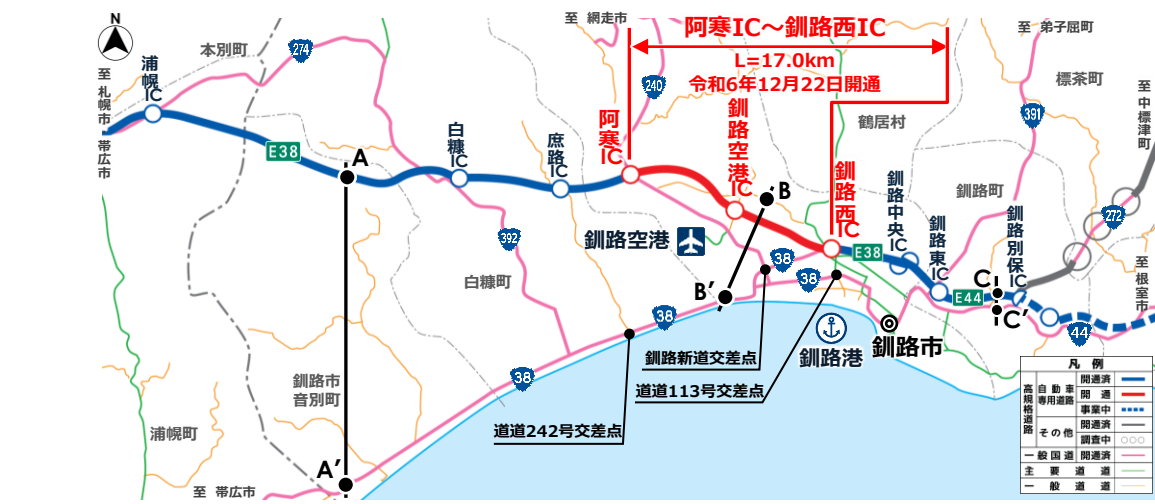 N
至 網走市
阿寒IC～釧路西IC
L=17.0km
令和6年12月22日開通
至 弟子屈町
本別町
274
240
標茶町
至 中標津町
浦幌IC
至 札幌市
帯広市
391
鶴居村
白糠IC
庶路IC
阿寒IC
釧路空港IC
釧路西IC
E38
A
B
釧路町
釧路中央IC
釧路東IC
釧路別保IC
272
392
釧路空港
38
38
E38
至 根室市
白糠町
B′
E44
C
C′
38
44
釧路港
釧路市
釧路新道交差点
釧路市
音別町
38
道道113号交差点
浦幌町
道道242号交差点
A′
至 帯広市
凡 例
高規格道路
自動車専用道路
開通済
開 通
事業中
その他
開通済
調査中
一般国道 開通済
主 要 道 道
一 般 道 道